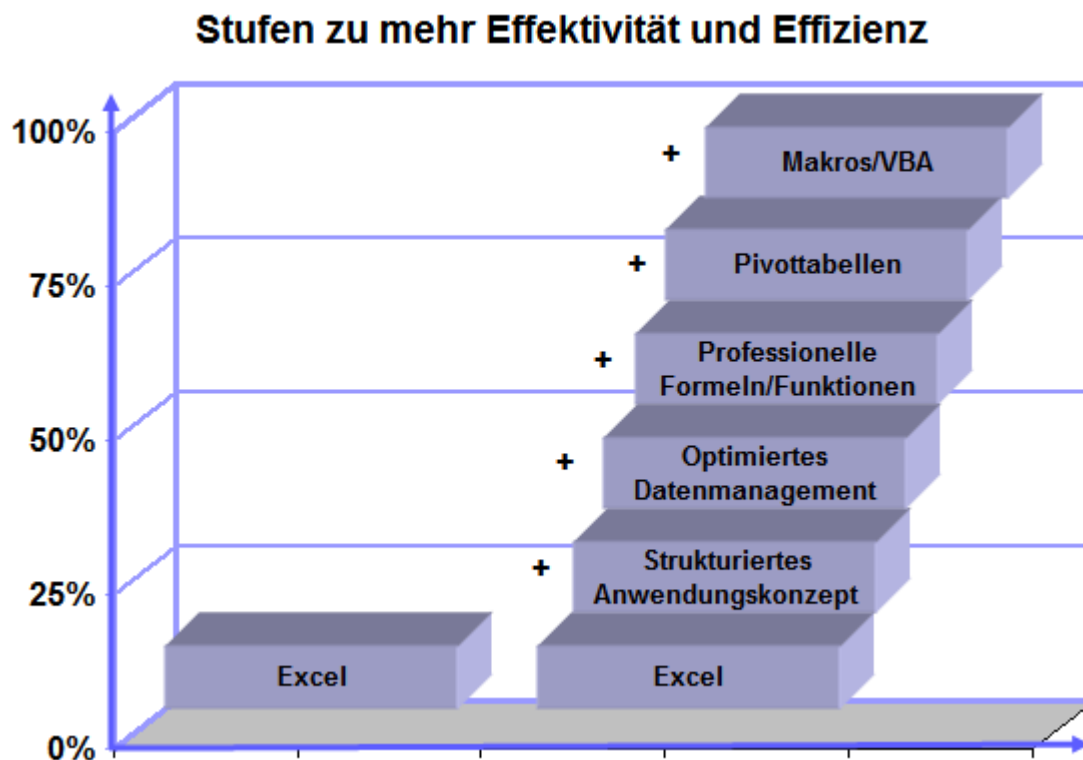 Stufen zu mehr Effektivität und Effizienz
100%
+
Makros/VBA
75%
+
Pivottabellen
+
Professionelle
Formeln/Funktionen
50%
+
Optimiertes
Datenmanagement
25%
+
Strukturiertes
Anwendungskonzept
Excel
Excel
0%